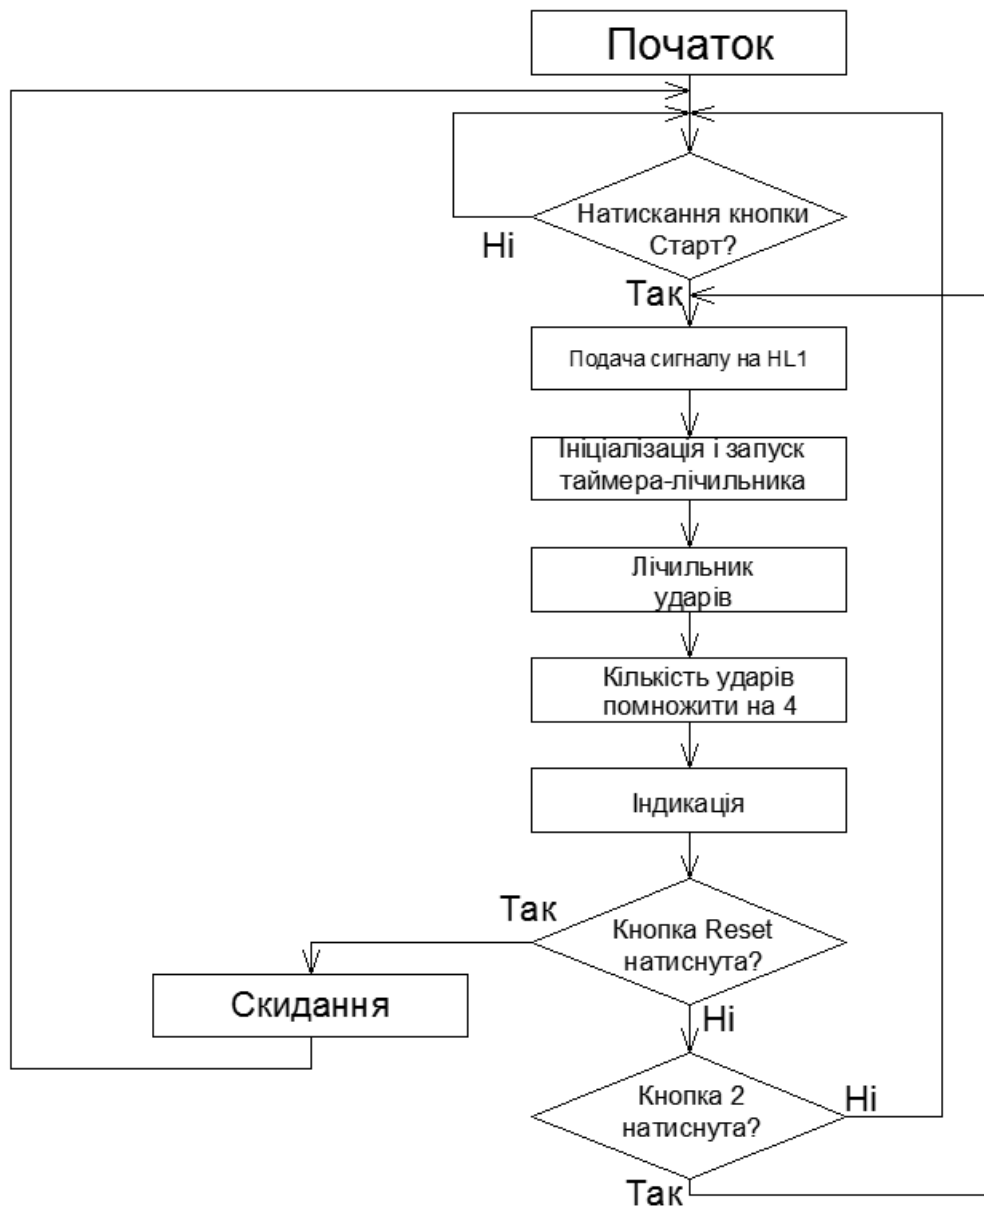 Початок
Натискання кнопки
Старт?
Ні
Так
Подача сигналу на HL1
Ініціалізація і запуск
таймера-лічильника
Лічильник
ударів
Кількість ударів
помножити на 4
Індикація
Так
Кнопка Reset
натиснута?
Скидання
Ні
Кнопка 2
натиснута?
Ні
Так